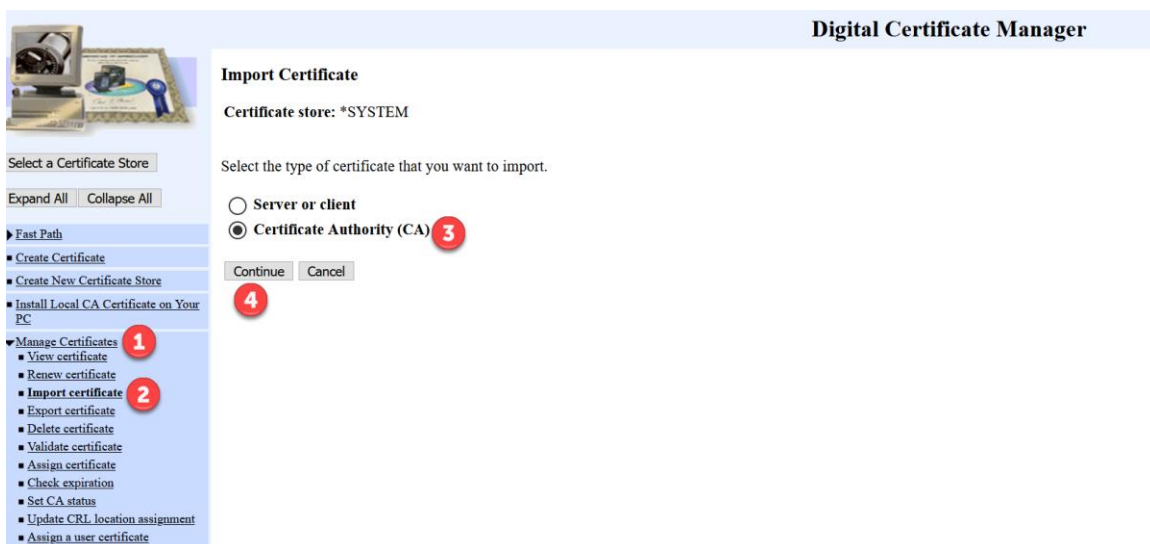 Digital Certificate Manager
Select a Certificate Store
Expand All Collapse All
Fast Path
Create Certificate
Create New Certificate Store
Install Local CA Certificate on Your
PC
Manage Certificates 1
View certificate
Renew certificate
Import certificate 2
Export certificate
Delete certificate
Validate certificate
Assign certificate
Check expiration
Set CA status
Update CRL location assignment
Assign a user certificate
Import Certificate
Certificate store: *SYSTEM
Select the type of certificate that you want to import.
Server or client
Certificate Authority (CA) 3
Continue Cancel
4